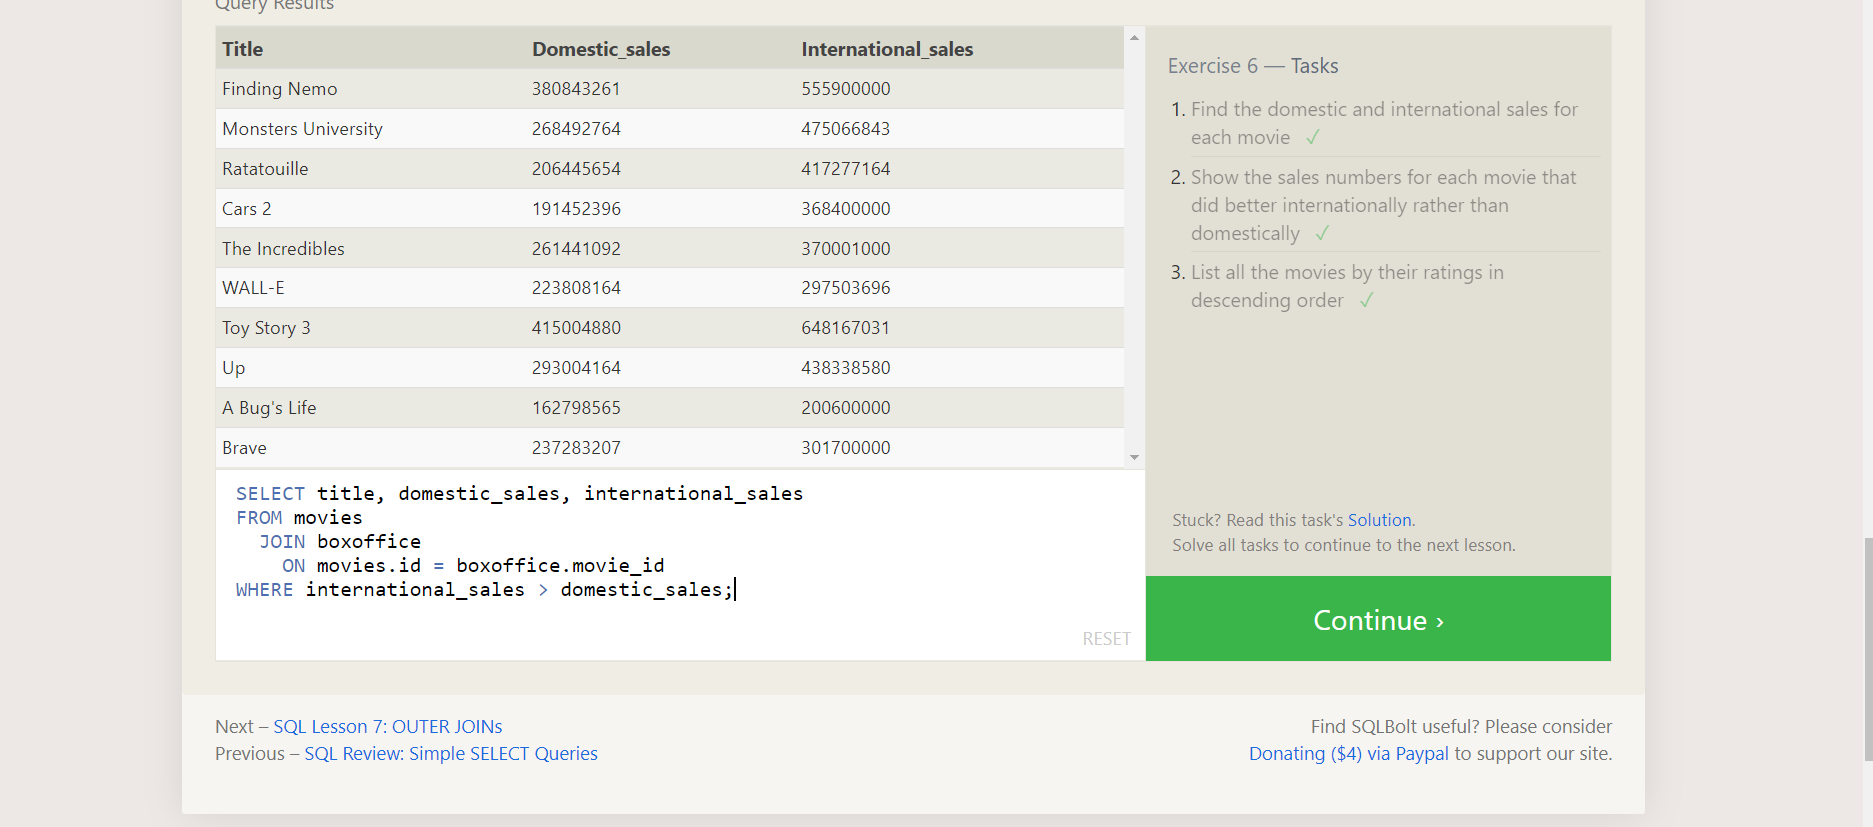 Query Results
Title Domestic_sales International_sales
Finding Nemo 380843261 555900000
Monsters University 268492764 475066843
Ratatouille 206445654 417277164
Cars 2 191452396 368400000
The Incredibles 261441092 370001000
WALL-E 223808164 297503696
Toy Story 3 415004880 648167031
Up 293004164 438338580
A Bug's Life 162798565 200600000
Brave 237283207 301700000
SELECT title, domestic_sales, international_sales
FROM movies
  JOIN boxoffice
    ON movies.id = boxoffice.movie_id
WHERE international_sales > domestic_sales;
RESET
Exercise 6 — Tasks
1. Find the domestic and international sales for
each movie ✓
2. Show the sales numbers for each movie that
did better internationally rather than
domestically ✓
3. List all the movies by their ratings in
descending order ✓
Stuck? Read this task's Solution.
Solve all tasks to continue to the next lesson.
Continue ›
Next – SQL Lesson 7: OUTER JOINs
Previous – SQL Review: Simple SELECT Queries
Find SQLBolt useful? Please consider
Donating ($4) via Paypal to support our site.